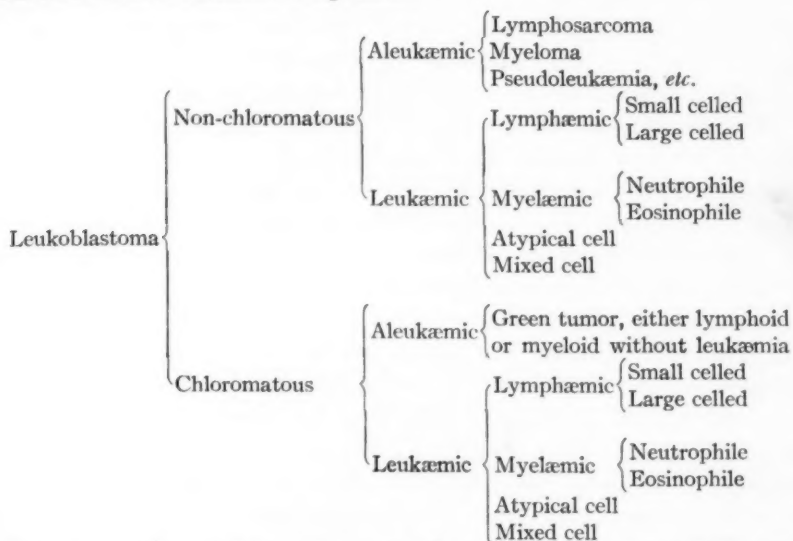 Lymphosarcoma
Aleukæmic Myeloma
Pseudoleukæmia, etc.
Non-chloromatous
Lymphæmic Small celled
Large celled
Leukæmic Myelæmic Neutrophile
Eosinophile
Atypical cell
Mixed cell
Leukoblastoma
Aleukæmic Green tumor, either lymphoid
or myeloid without leukæmia
Chloromatous
Lymphæmic Small celled
Large celled
Leukæmic Myelæmic Neutrophile
Eosinophile
Atypical cell
Mixed cell